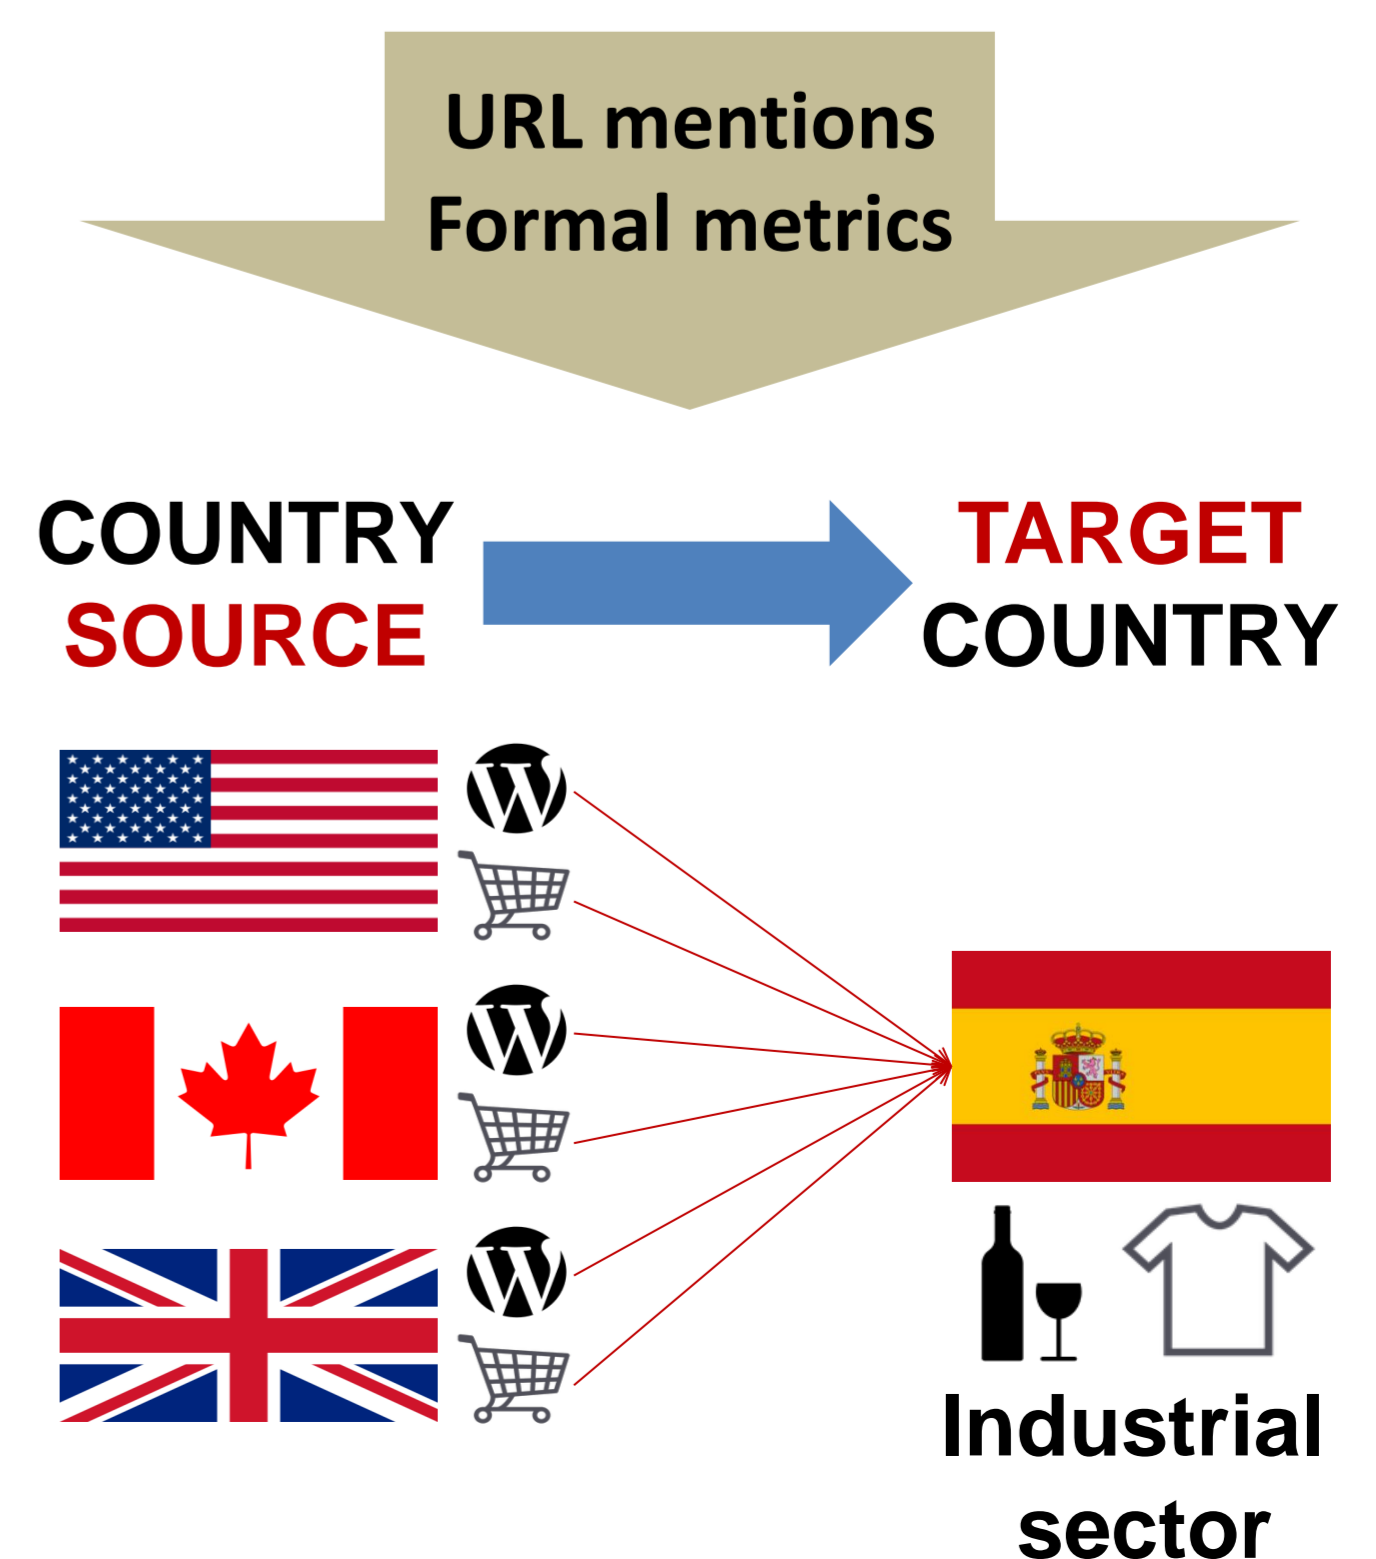 URL mentions
Formal metrics
COUNTRY
SOURCE
TARGET
COUNTRY
Industrial
sector